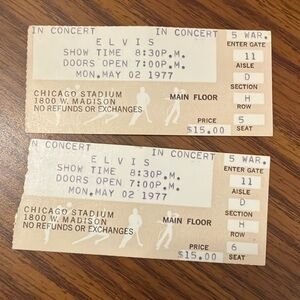 IN CONCERT IN CONCERT
ELVIS
SHOW TIME 8:30P.M.
DOORS OPEN 7:00P.M.
MON.MAY 02 1977
CHICAGO STADIUM
1800 W. MADISON
NO REFUNDS OR EXCHANGES
MAIN FLOOR
PRICE
$15.00
5 WAR.
ENTER GATE
11
AISLE
D
SECTION
H
ROW
5
SEAT
IN CONCERT IN CONCERT
ELVIS
SHOW TIME 8:30P.M.
DOORS OPEN 7:00P.M.
MON.MAY 02 1977
CHICAGO STADIUM
1800 W. MADISON
NO REFUNDS OR EXCHANGES
MAIN FLOOR
PRICE
$15.00
5 WAR.
ENTER GATE
11
AISLE
D
SECTION
H
ROW
6
SEAT